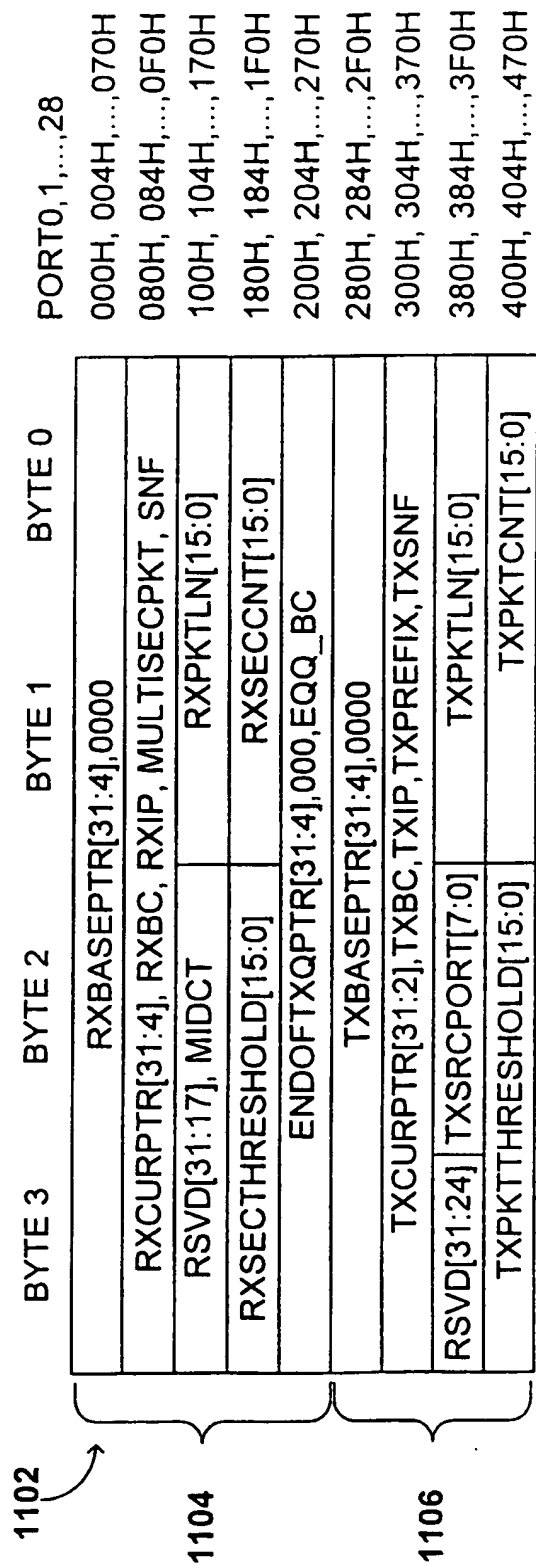 1102
BYTE 3 BYTE 2 BYTE 1 BYTE 0 PORT0,1,...,28
RXBASEPTR[31:4],0000 000H, 004H,...,070H
RXCURPTR[31:4], RXBC, RXIP, MULTISECPKT, SNF 080H, 084H,...,0F0H
1104
RSVD[31:17], MIDCT RXPKTLN[15:0] 100H, 104H,...,170H
RXSECTHRESHOLD[15:0] RXSECCNT[15:0] 180H, 184H,...,1F0H
ENDOFTXQPTR[31:4],000,EQQ_BC 200H, 204H,...,270H
TXBASEPTR[31:4],0000 280H, 284H,...,2F0H
TXCURPTR[31:2],TXBC,TXIP,TXPREFIX,TXSNF 300H, 304H,...,370H
1106
RSVD[31:24] TXSRCPORT[7:0] TXPKTLN[15:0] 380H, 384H,...,3F0H
TXPKTTHRESHOLD[15:0] TXPKTCNT[15:0] 400H, 404H,...,470H